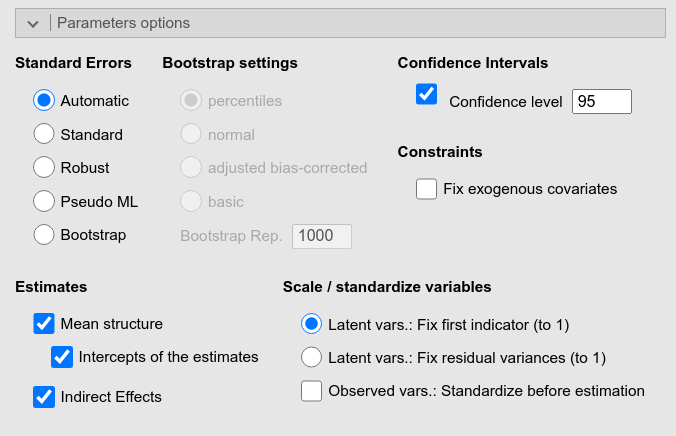 Parameters options
Standard Errors
Automatic
Standard
Robust
Pseudo ML
Bootstrap
Bootstrap settings
percentiles
normal
adjusted bias-corrected
basic
Bootstrap Rep. 1000
Confidence Intervals
Confidence level 95
Constraints
Fix exogenous covariates
Estimates
Mean structure
Intercepts of the estimates
Indirect Effects
Scale / standardize variables
Latent vars.: Fix first indicator (to 1)
Latent vars.: Fix residual variances (to 1)
Observed vars.: Standardize before estimation